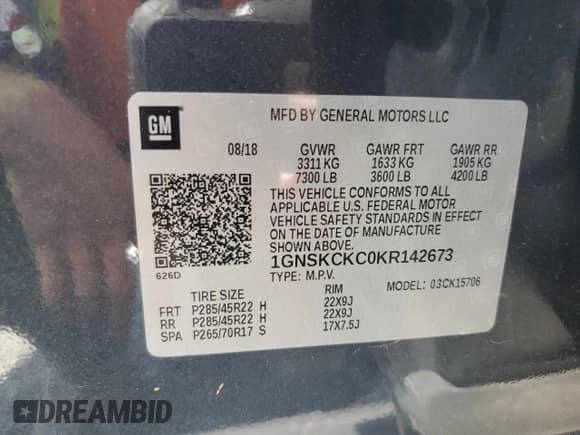 GM
MFD BY GENERAL MOTORS LLC
08/18 GVWR GAWR FRT GAWR RR
3311 KG 1633 KG 1905 KG
7300 LB 3600 LB 4200 LB
THIS VEHICLE CONFORMS TO ALL
APPLICABLE U.S. FEDERAL MOTOR
VEHICLE SAFETY STANDARDS IN EFFECT
ON THE DATE OF MANUFACTURE
SHOWN ABOVE.
1GNSKCKC0KR142673
626D
TYPE: M.P.V. MODEL: 03CK15706
TIRE SIZE RIM
FRT P285/45R22 H 22X9J
RR P285/45R22 H 22X9J
SPA P265/70R17 S 17X7.5J
DREAMBID